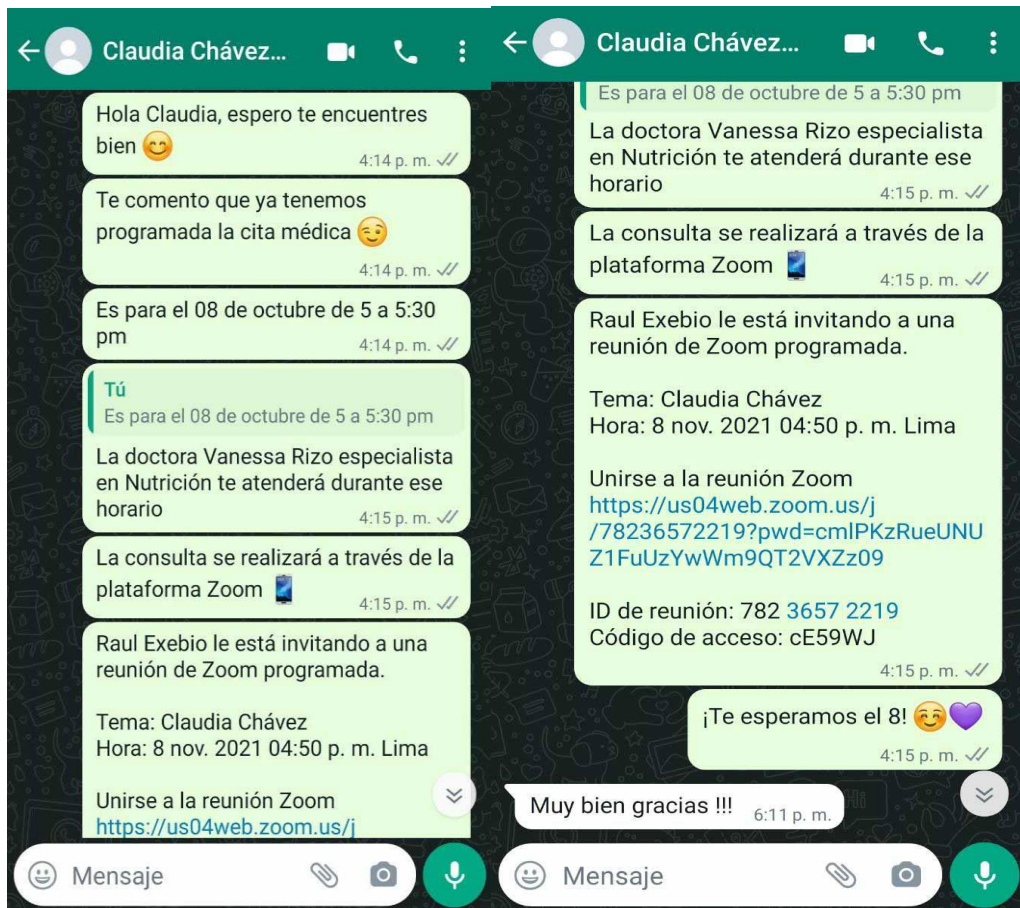 Claudia Chávez...
Hola Claudia, espero te encuentres
bien 😊
4:14 p. m.
Te comento que ya tenemos
programada la cita médica 😉
4:14 p. m.
Es para el 08 de octubre de 5 a 5:30
pm
4:14 p. m.
Tú
Es para el 08 de octubre de 5 a 5:30 pm
La doctora Vanessa Rizo especialista
en Nutrición te atenderá durante ese
horario
4:15 p. m.
La consulta se realizará a través de la
plataforma Zoom 📱
4:15 p. m.
Raul Exebio le está invitando a una
reunión de Zoom programada.
Tema: Claudia Chávez
Hora: 8 nov. 2021 04:50 p. m. Lima
Unirse a la reunión Zoom
https://us04web.zoom.us/j
Mensaje
Claudia Chávez...
Es para el 08 de octubre de 5 a 5:30 pm
La doctora Vanessa Rizo especialista
en Nutrición te atenderá durante ese
horario
4:15 p. m.
La consulta se realizará a través de la
plataforma Zoom 📱
4:15 p. m.
Raul Exebio le está invitando a una
reunión de Zoom programada.
Tema: Claudia Chávez
Hora: 8 nov. 2021 04:50 p. m. Lima
Unirse a la reunión Zoom
https://us04web.zoom.us/j
/78236572219?pwd=cmlPKzRueUNU
Z1FuUzYwWm9QT2VXZz09
ID de reunión: 782 3657 2219
Código de acceso: cE59WJ
4:15 p. m.
¡Te esperamos el 8! ☺️💜
4:15 p. m.
Muy bien gracias !!!
6:11 p. m.
Mensaje